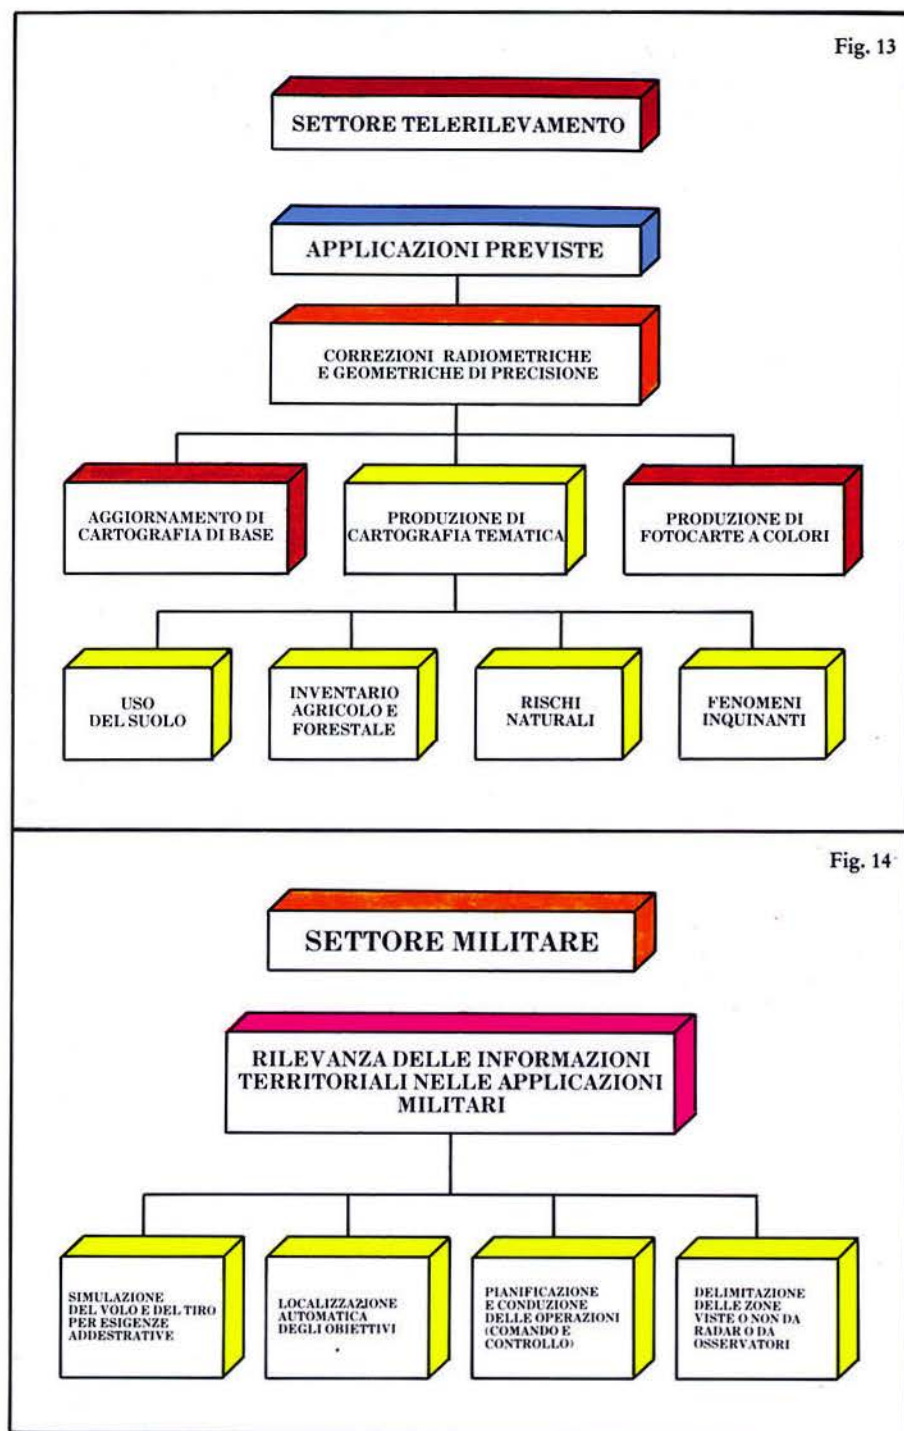 Fig. 13
SETTORE TELERILEVAMENTO
APPLICAZIONI PREVISTE
CORREZIONI RADIOMETRICHE
E GEOMETRICHE DI PRECISIONE
AGGIORNAMENTO DI
CARTOGRAFIA DI BASE
PRODUZIONE DI
CARTOGRAFIA TEMATICA
PRODUZIONE DI
FOTOCARTE A COLORI
USO
DEL SUOLO
INVENTARIO
AGRICOLO E
FORESTALE
RISCHI
NATURALI
FENOMENI
INQUINANTI
Fig. 14
SETTORE MILITARE
RILEVANZA DELLE INFORMAZIONI
TERRITORIALI NELLE APPLICAZIONI
MILITARI
SIMULAZIONE
DEL VOLO E DEL TIRO
PER ESIGENZE
ADDESTRATIVE
LOCALIZZAZIONE
AUTOMATICA
DEGLI OBIETTIVI
PIANIFICAZIONE
E CONDUZIONE
DELLE OPERAZIONI
(COMANDO E
CONTROLLO)
DELIMITAZIONE
DELLE ZONE
VISTE O NON DA
RADAR O DA
OSSERVATORI